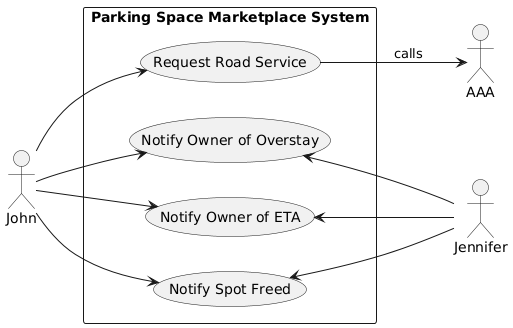 Parking Space Marketplace System
Request Road Service
calls
AAA
Notify Owner of Overstay
John
Notify Owner of ETA
Jennifer
Notify Spot Freed